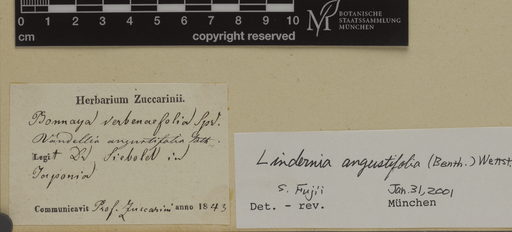 0 1 2 3 4 5 6 7 8 9 10
cm
copyright reserved
BOTANISCHE
STAATSSAMMLUNG
MÜNCHEN
Herbarium Zuccarinii.
Bonnaya verbenaefolia Spr.
Vandellia angustifolia Bth.
Legit Dr Siebold in
Japonia
Communicavit Prof. Zuccarini anno 1843
Lindernia angustifolia (Benth.) Wettst.
S. Fujii Jan. 31, 2001
Det. - rev. München